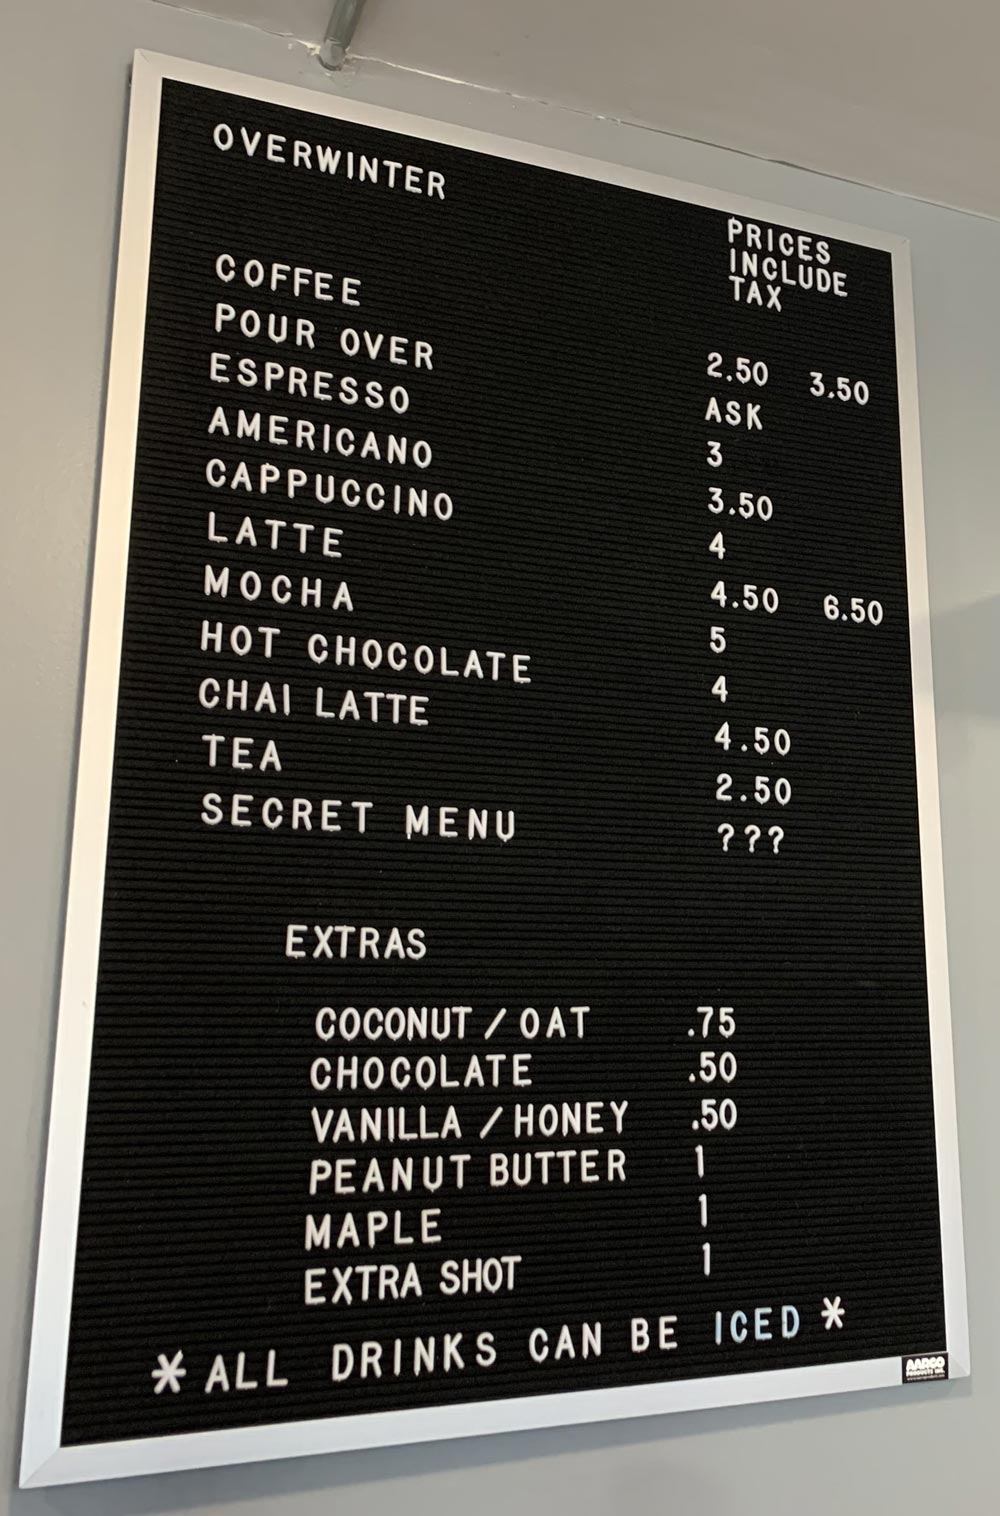 OVERWINTER
PRICES
INCLUDE
TAX
COFFEE 2.50 3.50
POUR OVER ASK
ESPRESSO 3
AMERICANO 3.50
CAPPUCCINO 4
LATTE 4.50 6.50
MOCHA 5
HOT CHOCOLATE 4
CHAI LATTE 4.50
TEA 2.50
SECRET MENU ???
EXTRAS
COCONUT / OAT .75
CHOCOLATE .50
VANILLA / HONEY .50
PEANUT BUTTER 1
MAPLE 1
EXTRA SHOT 1
* ALL DRINKS CAN BE ICED *
AARCO
PRODUCTS INC.